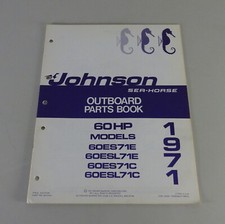 Johnson
SEA-HORSE
OUTBOARD
PARTS BOOK
60 HP
MODELS
60ES71E
60ESL71E
60ES71C
60ESL71C
1971